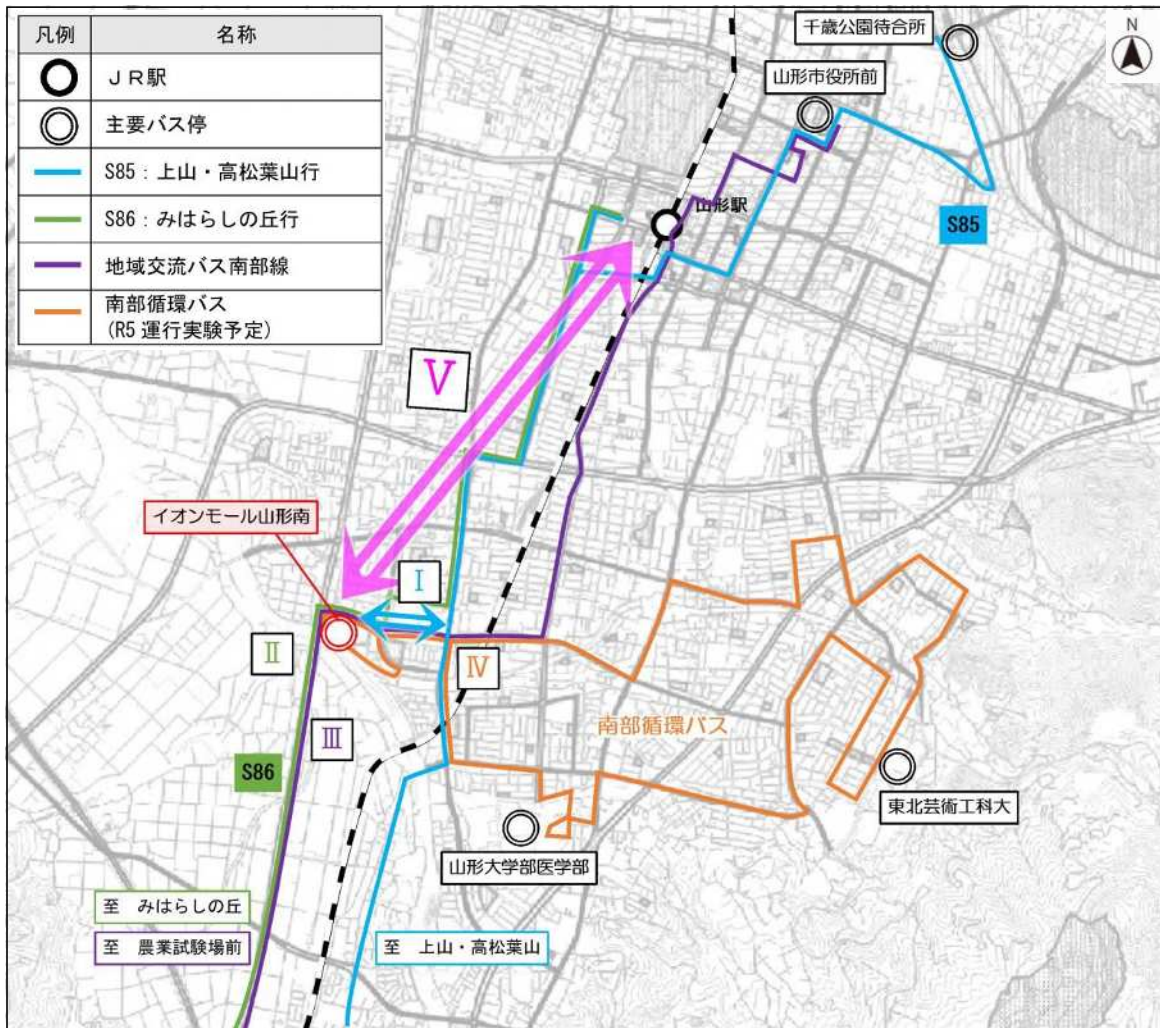 凡例 名称
JR駅
主要バス停
S85：上山・高松葉山行
S86：みはらしの丘行
地域交流バス南部線
南部循環バス
(R5 運行実験予定)
千歳公園待合所
N
山形市役所前
山形駅
S85
Ⅴ
イオンモール山形南
Ⅰ
Ⅱ
Ⅳ
Ⅲ
南部循環バス
S86
東北芸術工科大
山形大学部医学部
至 みはらしの丘
至 農業試験場前
至 上山・高松葉山